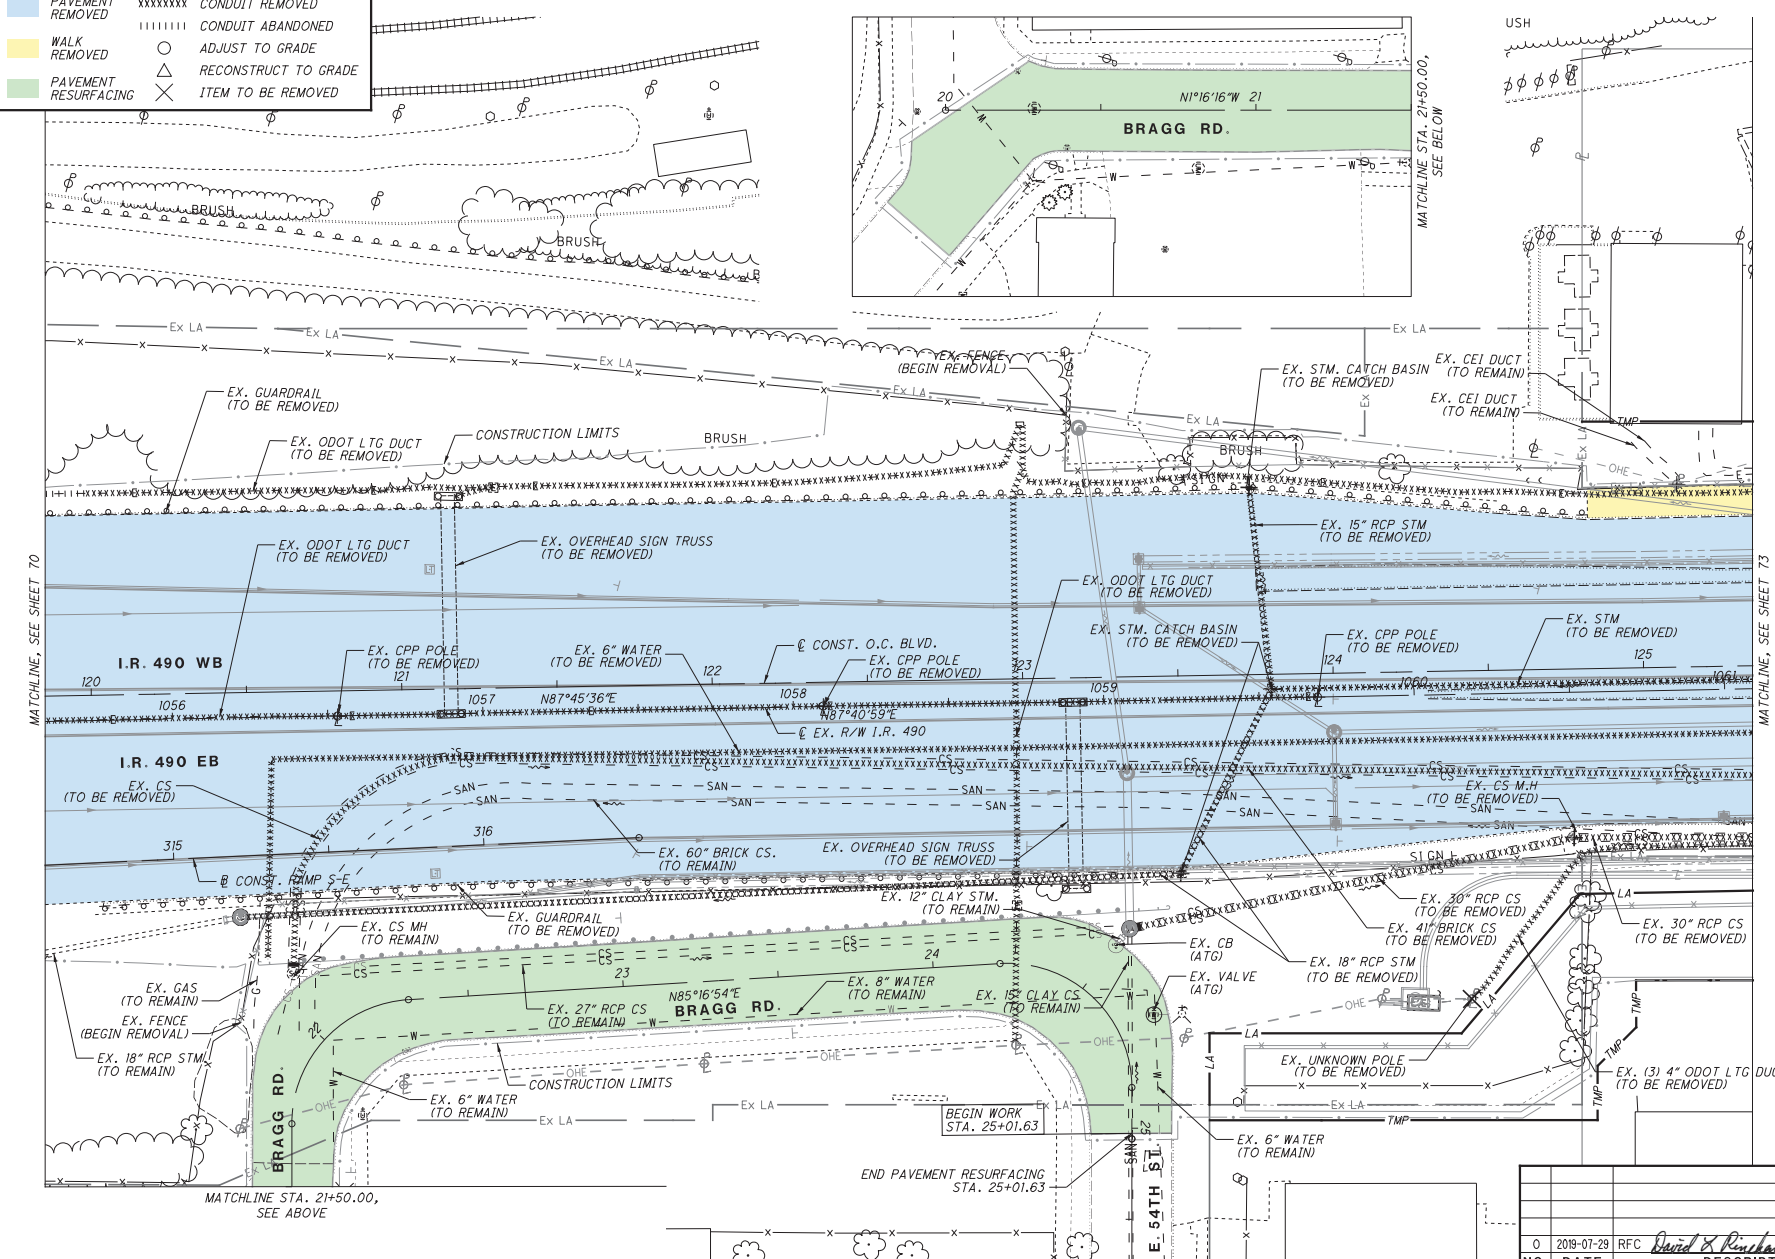 PAVEMENT
REMOVED
CONDUIT REMOVED
CONDUIT ABANDONED
WALK
REMOVED
ADJUST TO GRADE
RECONSTRUCT TO GRADE
PAVEMENT
RESURFACING
ITEM TO BE REMOVED
USH
20
N1°16'16"W
21
BRAGG RD.
MATCHLINE STA. 21+50.00,
SEE BELOW
BRUSH
BRUSH
Ex LA
Ex LA
Ex LA
Ex LA
Ex LA
Ex LA
EX. FENCE
(BEGIN REMOVAL)
EX. STM. CATCH BASIN
(TO BE REMOVED)
EX. CEI DUCT
(TO REMAIN)
EX. CEI DUCT
(TO REMAIN)
TMP
EX. GUARDRAIL
(TO BE REMOVED)
EX. ODOT LTG DUCT
(TO BE REMOVED)
CONSTRUCTION LIMITS
BRUSH
BRUSH
OHE
EX. 15" RCP STM
(TO BE REMOVED)
EX. ODOT LTG DUCT
(TO BE REMOVED)
EX. OVERHEAD SIGN TRUSS
(TO BE REMOVED)
EX. ODOT LTG DUCT
(TO BE REMOVED)
MATCHLINE, SEE SHEET 70
MATCHLINE, SEE SHEET 73
I.R. 490 WB
EX. CPP POLE
(TO BE REMOVED)
EX. 6" WATER
(TO BE REMOVED)
℄ CONST. O.C. BLVD.
EX. CPP POLE
(TO BE REMOVED)
EX. STM. CATCH BASIN
(TO BE REMOVED)
EX. CPP POLE
(TO BE REMOVED)
EX. STM
(TO BE REMOVED)
120
121
122
123
124
125
1056
1057
N87°45'36"E
1058
1059
1060
1061
N87°40'59"E
℄ EX. R/W I.R. 490
I.R. 490 EB
EX. CS
(TO BE REMOVED)
CS
CS
CS
CS
SAN
SAN
SAN
SAN
SAN
SAN
SAN
SAN
SAN
EX. CS M.H
(TO BE REMOVED)
315
316
EX. 60" BRICK CS.
(TO REMAIN)
EX. OVERHEAD SIGN TRUSS
(TO BE REMOVED)
SIGN
B CONST. RAMP S-E
EX. GUARDRAIL
(TO BE REMOVED)
EX. 12" CLAY STM.
(TO REMAIN)
EX. 30" RCP CS
(TO BE REMOVED)
EX. 41" BRICK CS
(TO BE REMOVED)
EX. 30" RCP CS
(TO BE REMOVED)
LA
EX. CS MH
(TO REMAIN)
EX. CB
(ATG)
EX. 18" RCP STM
(TO BE REMOVED)
EX. GAS
(TO REMAIN)
23
24
N85°16'54"E
EX. 8" WATER
(TO REMAIN)
EX. 15" CLAY CS
(TO REMAIN)
EX. VALVE
(ATG)
EX. FENCE
(BEGIN REMOVAL)
EX. 27" RCP CS
(TO REMAIN)
BRAGG RD.
22
OHE
OHE
OHE
OHE
OHE
LA
LA
LA
TMP
TMP
TMP
TMP
EX. 18" RCP STM
(TO REMAIN)
CONSTRUCTION LIMITS
EX. UNKNOWN POLE
(TO BE REMOVED)
EX. (3) 4" ODOT LTG DUC
(TO BE REMOVED)
BRAGG RD.
EX. 6" WATER
(TO REMAIN)
Ex LA
Ex LA
Ex LA
Ex LA
BEGIN WORK
STA. 25+01.63
25
EX. 6" WATER
(TO REMAIN)
END PAVEMENT RESURFACING
STA. 25+01.63
SAN
E. 54TH ST.
MATCHLINE STA. 21+50.00,
SEE ABOVE
0 2019-07-29 RFC